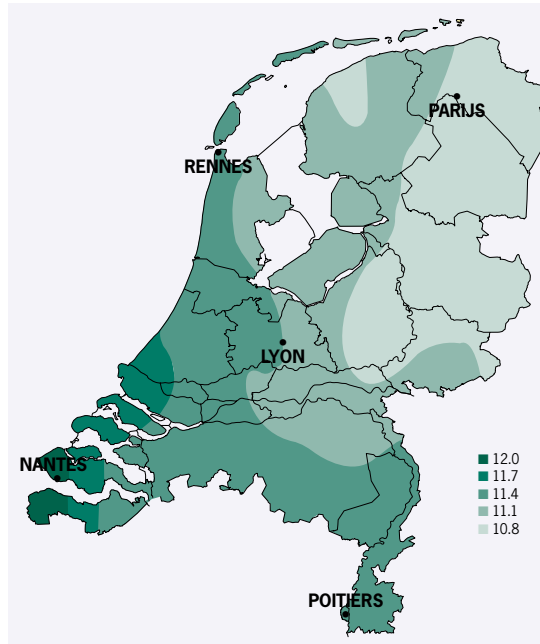 PARIJS
RENNES
LYON
NANTES
12.0
11.7
11.4
11.1
10.8
POITIERS